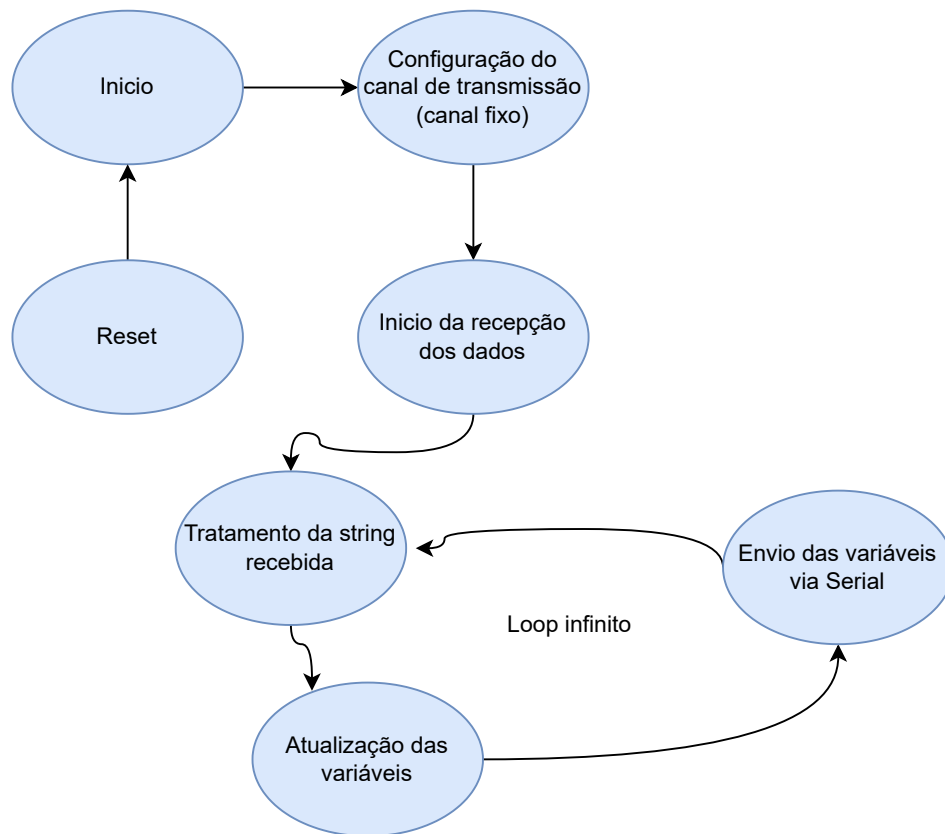 Inicio
Configuração do
canal de transmissão
(canal fixo)
Reset
Inicio da recepção
dos dados
Tratamento da string
recebida
Envio das variáveis
via Serial
Loop infinito
Atualização das
variáveis